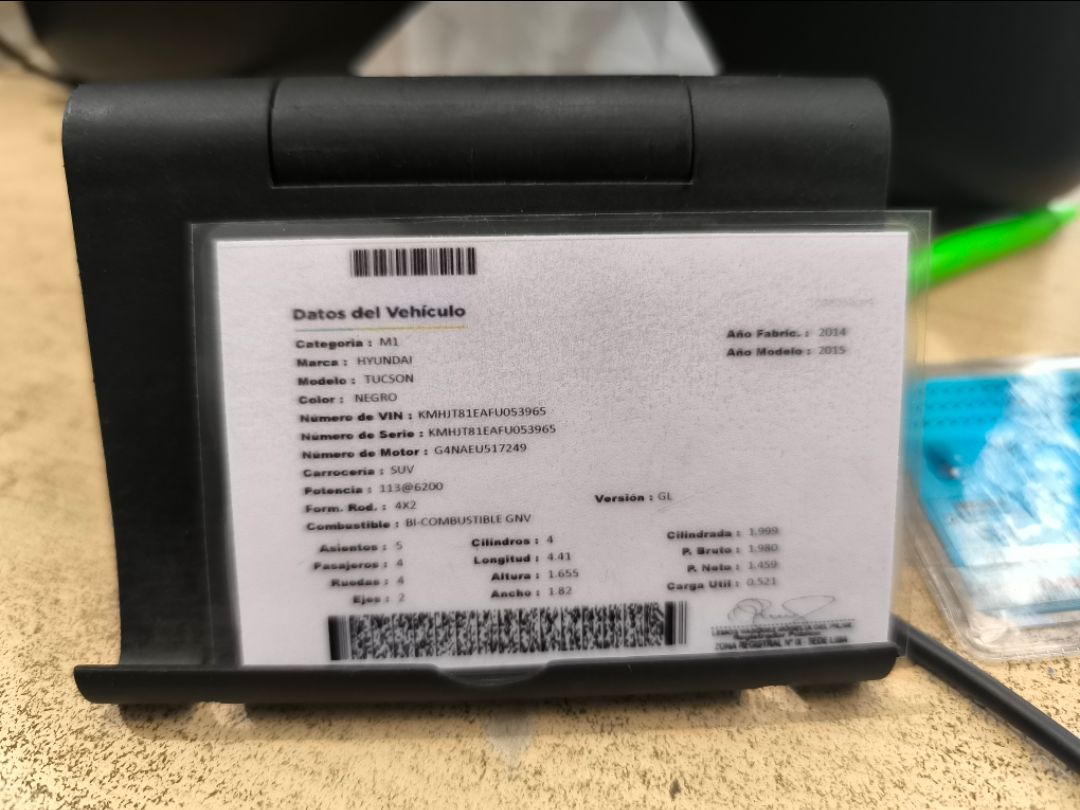 Datos del Vehículo
Categoria : M1
Año Fabric. : 2014
Marca : HYUNDAI
Año Modelo : 2015
Modelo : TUCSON
Color : NEGRO
Número de VIN : KMHJT81EAFU053965
Número de Serie : KMHJT81EAFU053965
Número de Motor : G4NAEU517249
Carrocería : SUV
Potencia : 113@6200
Versión : GL
Form. Rod. : 4X2
Combustible : BI-COMBUSTIBLE GNV
Asientos : 5 Cilindros : 4 Cilindrada : 1.999
Pasajeros : 4 Longitud : 4.41 P. Bruto : 1.980
Ruedas : 4 Altura : 1.655 P. Neto : 1.459
Ejes : 2 Ancho : 1.82 Carga Util : 0.521
ZONA REGISTRAL N° IX - SEDE LIMA